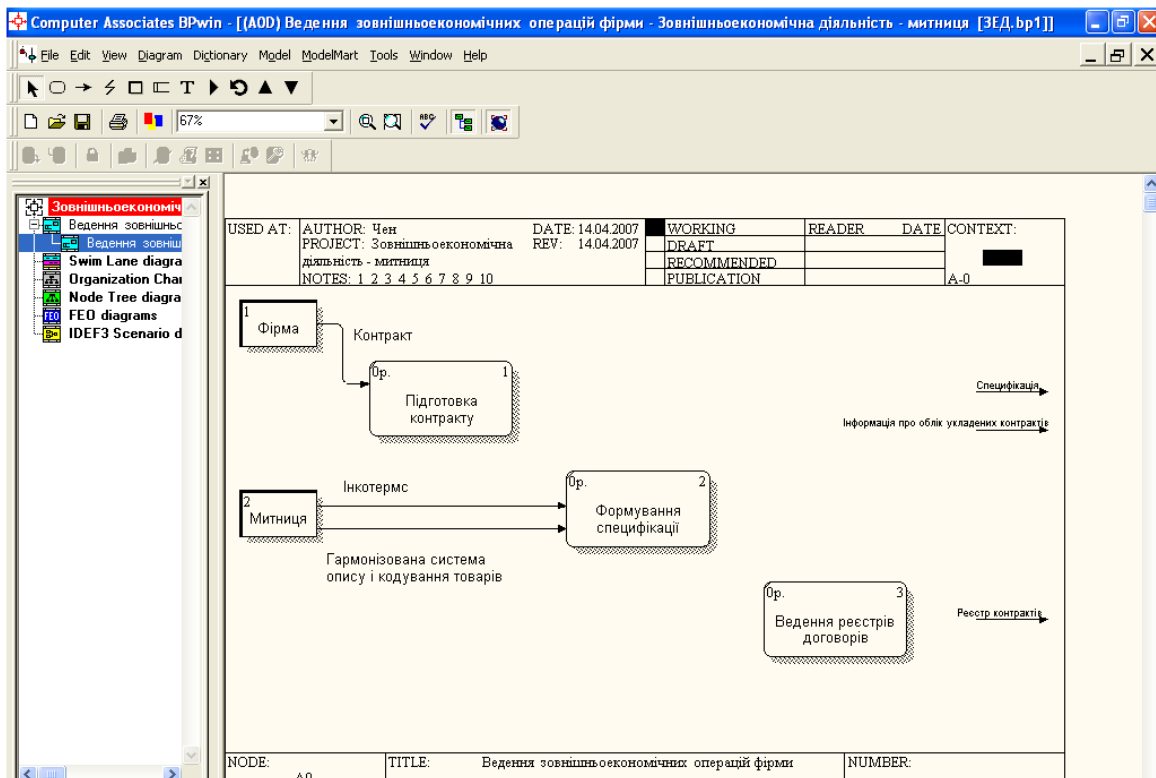 Computer Associates BPwin - [(A0D) Ведення зовнішньоекономічних операцій фірми - Зовнішньоекономічна діяльність - митниця [ЗЕД.bp1]]
File Edit View Diagram Dictionary Model ModelMart Tools Window Help
T
67%
ABC
Зовнішньоекономіч
Ведення зовнішньс
Ведення зовніш
Swim Lane diagra
Organization Char
Node Tree diagra
FEO FEO diagrams
IDEF3 Scenario d
USED AT: AUTHOR: Чен DATE: 14.04.2007 WORKING READER DATE CONTEXT:
PROJECT: Зовнішньоекономічна REV: 14.04.2007 DRAFT
діяльність - митниця RECOMMENDED
NOTES: 1 2 3 4 5 6 7 8 9 10 PUBLICATION A-0
1
Фірма
Контракт
0р. 1
Підготовка
контракту
Специфікація
Інформація про облік укладених контрактів
Інкотермс
2
Митниця
0р. 2
Формування
специфікації
Гармонізована система
опису і кодування товарів
0р. 3
Ведення реєстрів
договорів
Реєстр контрактів
NODE: TITLE: Ведення зовнішньоекономічних операцій фірми NUMBER:
A0